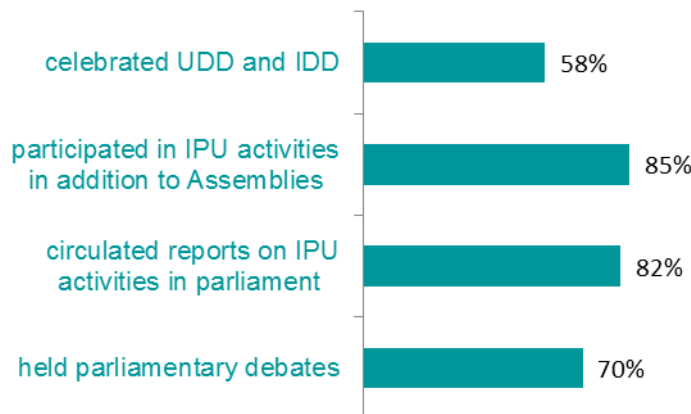 celebrated UDD and IDD
58%
participated in IPU activities
in addition to Assemblies
85%
circulated reports on IPU
activities in parliament
82%
held parliamentary debates
70%